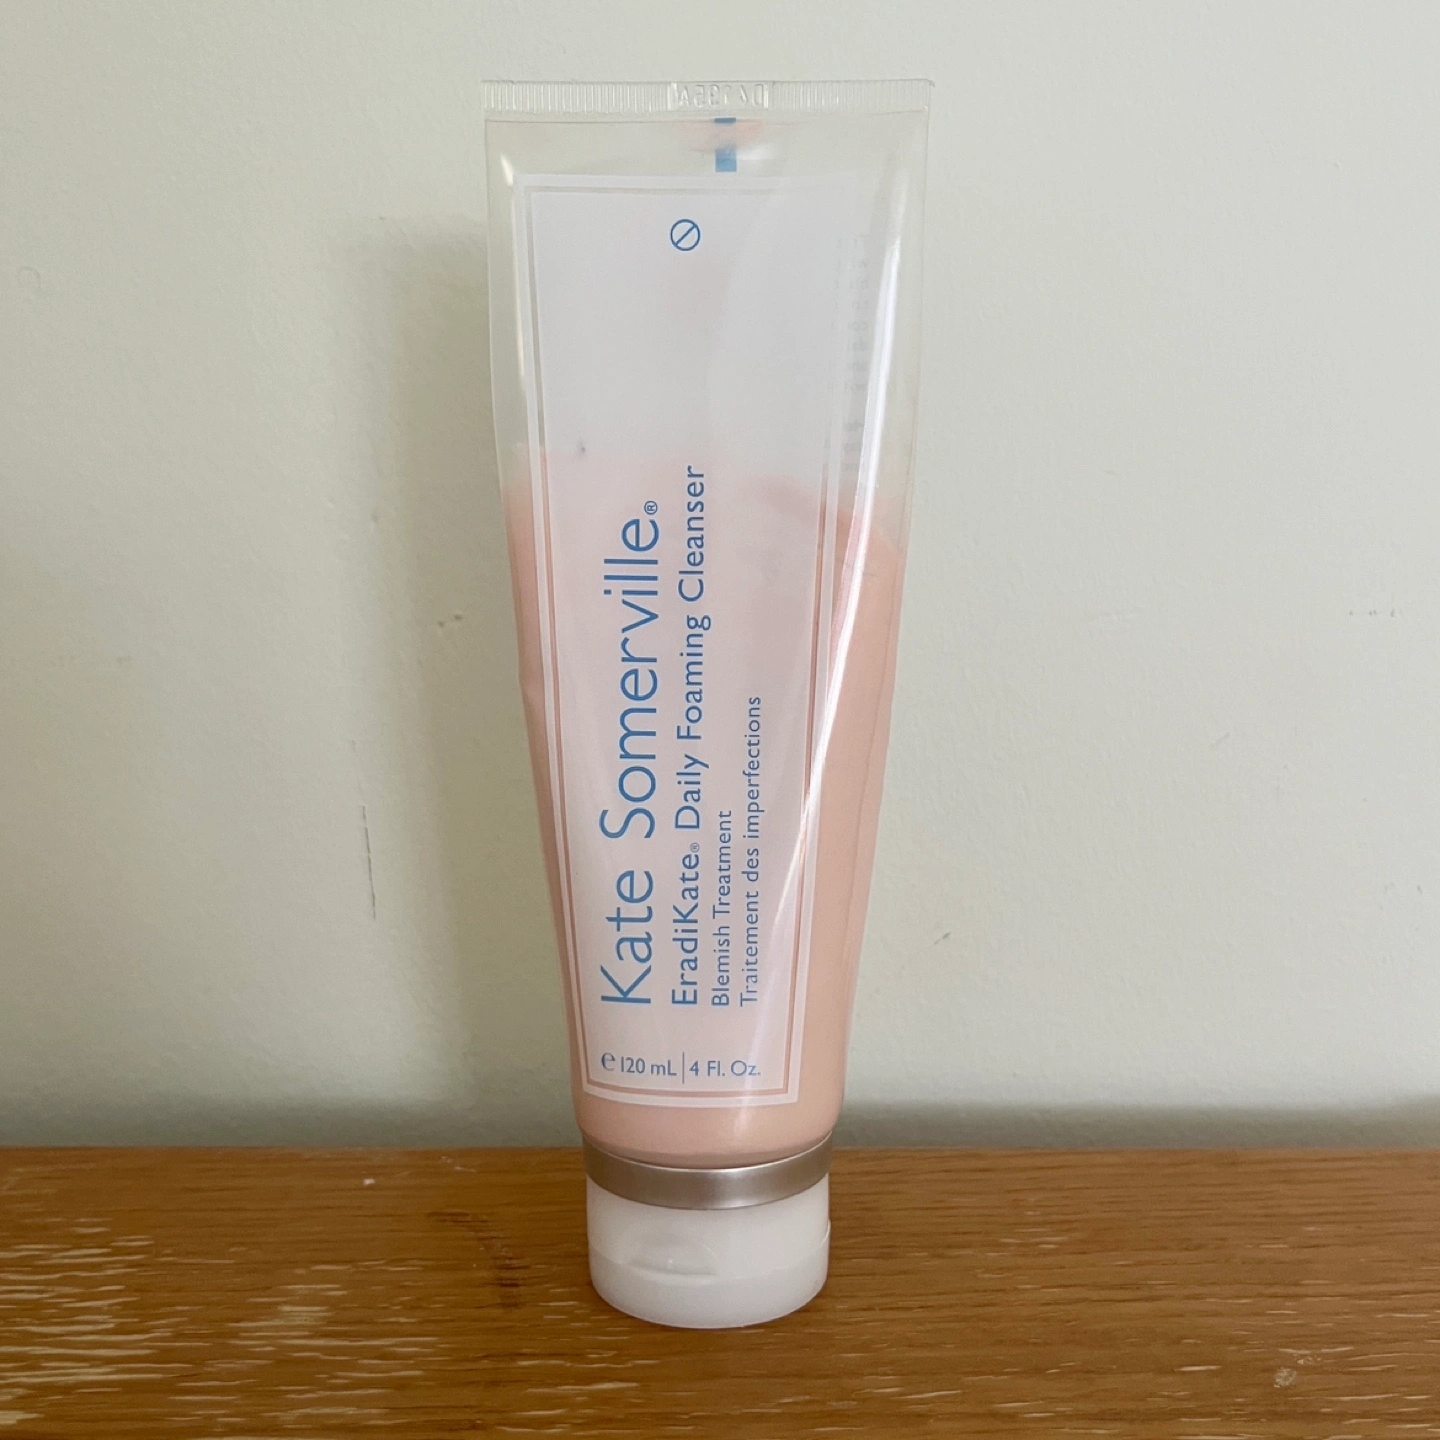 Kate Somerville®
EradiKate® Daily Foaming Cleanser
Blemish Treatment
Traitement des imperfections
℮ 120 mL | 4 Fl. Oz.